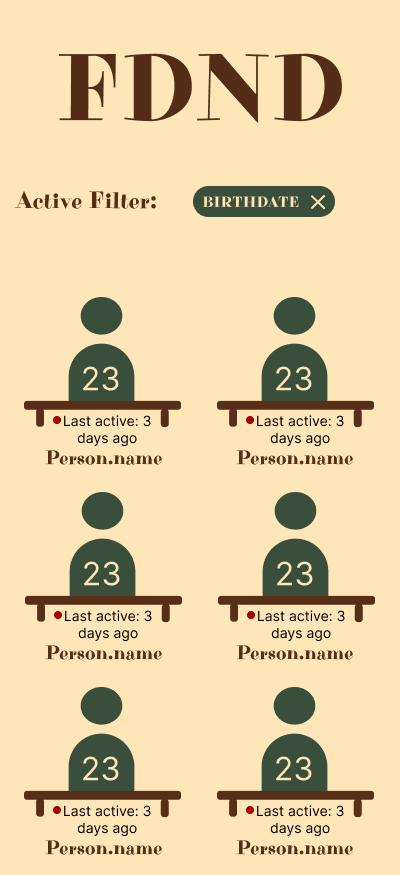 FDND
Active Filter:
BIRTHDATE
23
23
Last active: 3
days ago
Last active: 3
days ago
Person.name
Person.name
23
23
Last active: 3
days ago
Last active: 3
days ago
Person.name
Person.name
23
23
Last active: 3
days ago
Last active: 3
days ago
Person.name
Person.name